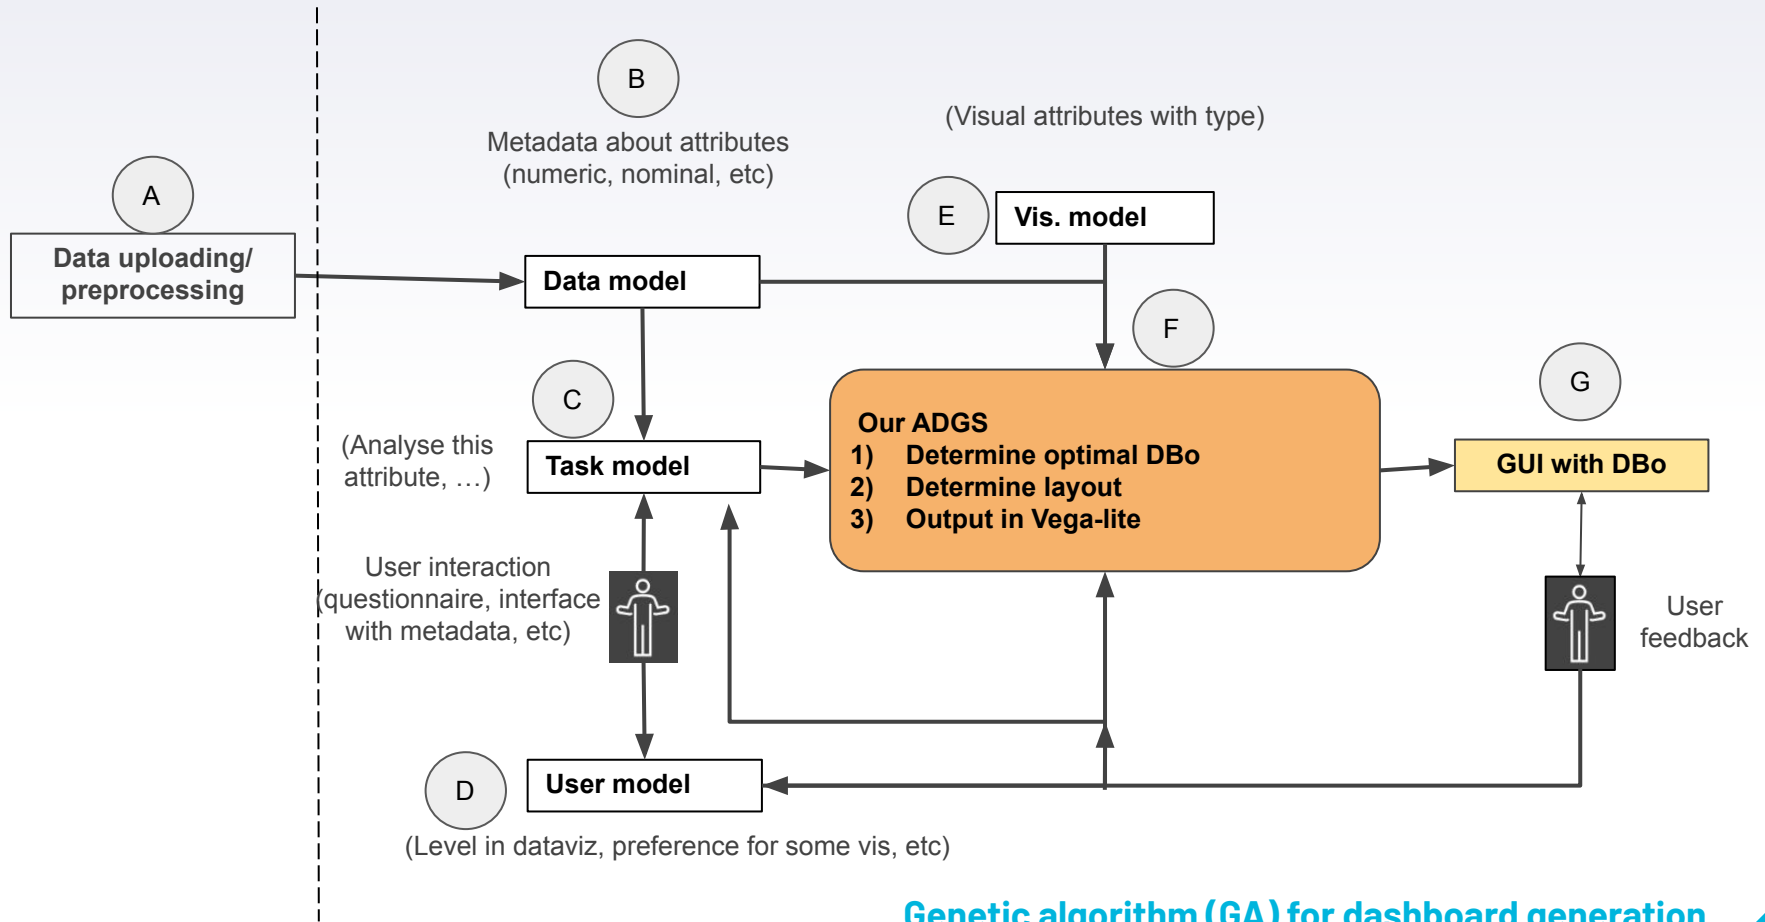 B
Metadata about attributes
(numeric, nominal, etc)
(Visual attributes with type)
A
Data uploading/
preprocessing
E
Vis. model
Data model
F
C
(Analyse this
attribute, …)
Task model
Our ADGS
1) Determine optimal DBo
2) Determine layout
3) Output in Vega-lite
G
GUI with DBo
User interaction
(questionnaire, interface
with metadata, etc)
User
feedback
D
User model
(Level in dataviz, preference for some vis, etc)
Genetic algorithm (GA) for dashboard generation